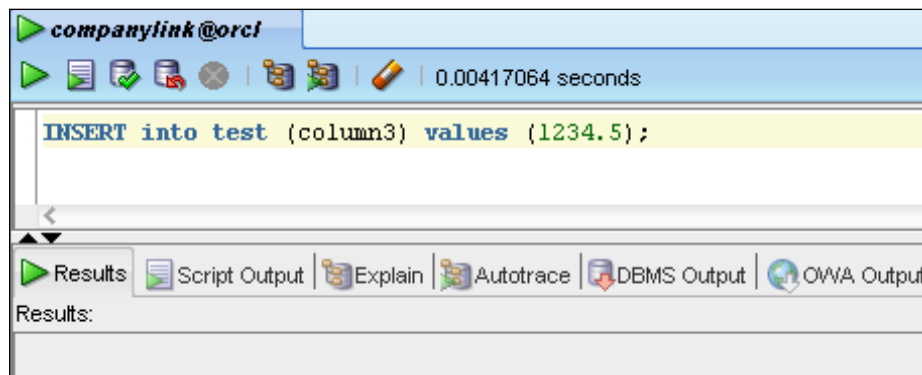 companylink@orcl
0.00417064 seconds
INSERT into test (column3) values (1234.5);
Results Script Output Explain Autotrace DBMS Output OWA Output
Results: